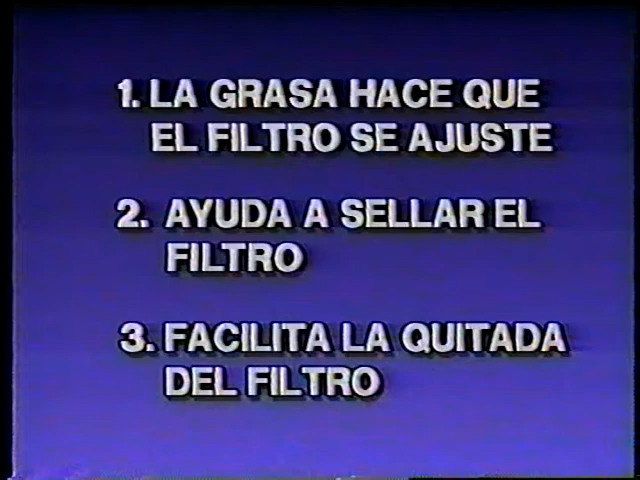 1. LA GRASA HACE QUE
EL FILTRO SE AJUSTE
2. AYUDA A SELLAR EL
FILTRO
3. FACILITA LA QUITADA
DEL FILTRO